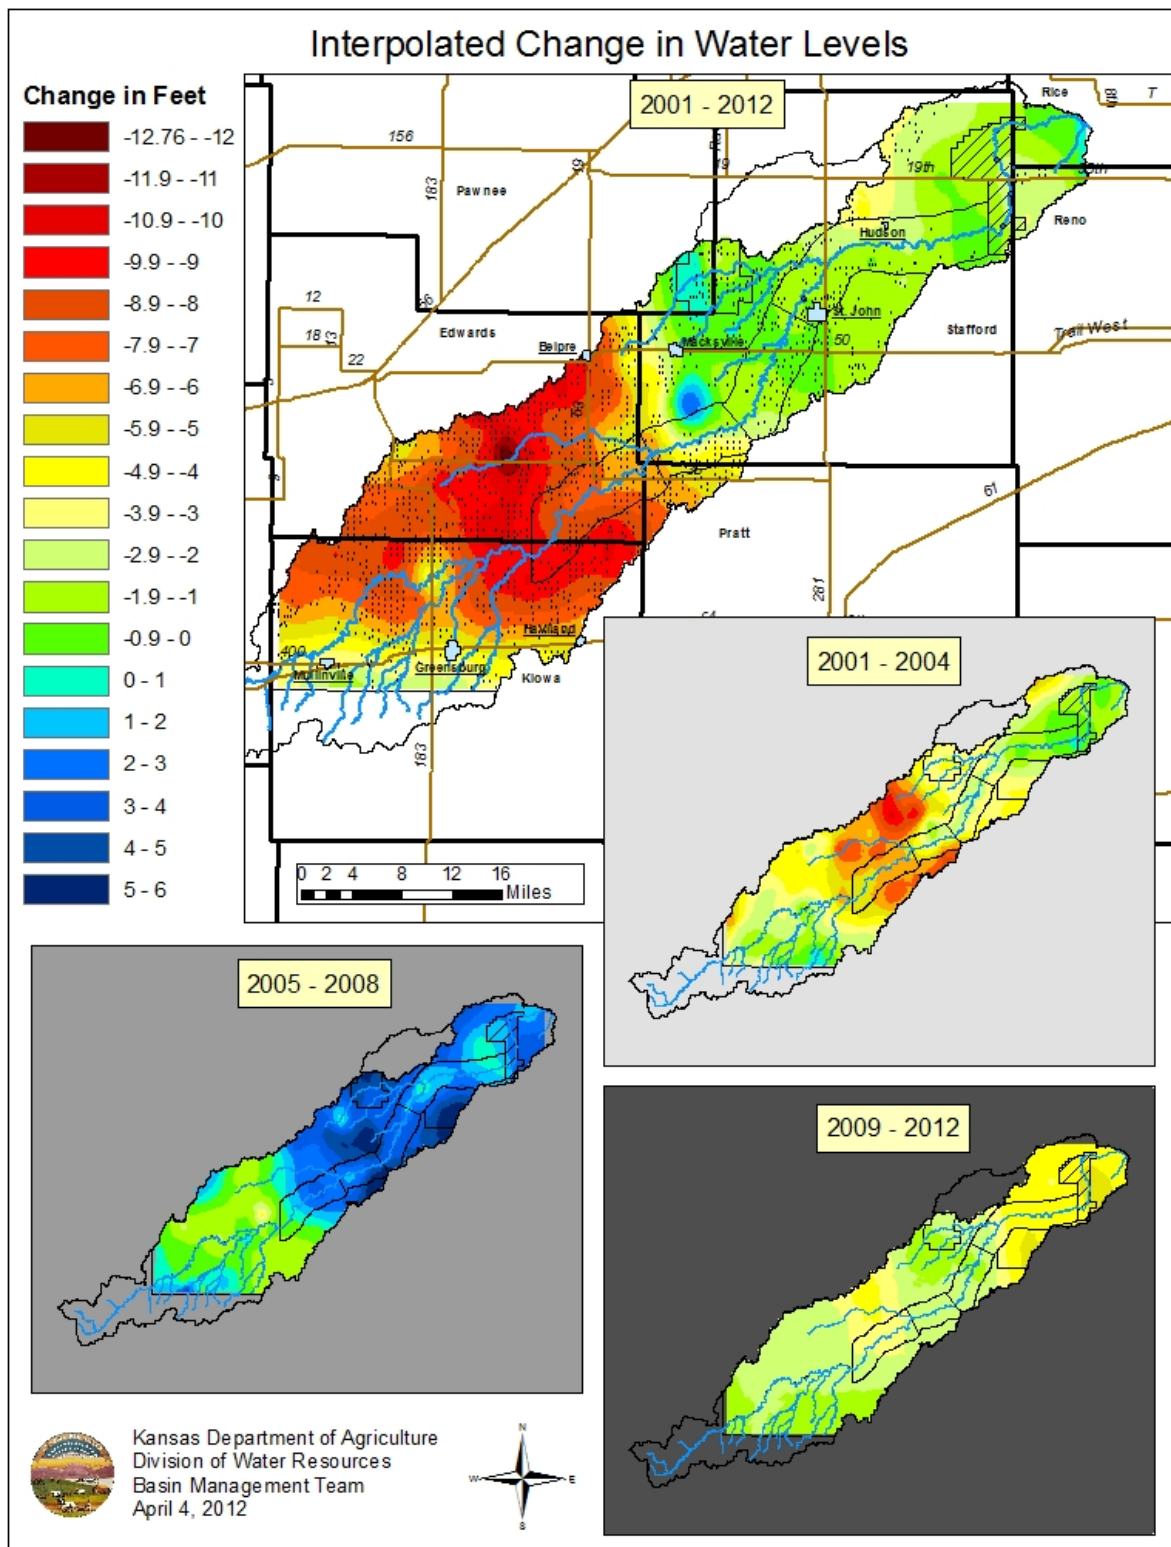 Interpolated Change in Water Levels
Change in Feet
-12.76 - -12
-11.9 - -11
-10.9 - -10
-9.9 - -9
-8.9 - -8
-7.9 - -7
-6.9 - -6
-5.9 - -5
-4.9 - -4
-3.9 - -3
-2.9 - -2
-1.9 - -1
-0.9 - 0
0 - 1
1 - 2
2 - 3
3 - 4
4 - 5
5 - 6
2001 - 2012
Rice
T
156
19
19th
183
Pawnee
Reno
Hudson
12
18
13
22
Edwards
Belpre
Macksville
St. John
50
Stafford
Trail West
61
Pratt
281
183
400
Mullinville
Greensburg
Haviland
Kiowa
183
0 2 4 8 12 16
Miles
2001 - 2004
2005 - 2008
2009 - 2012
Kansas Department of Agriculture
Division of Water Resources
Basin Management Team
April 4, 2012
N
W E
S